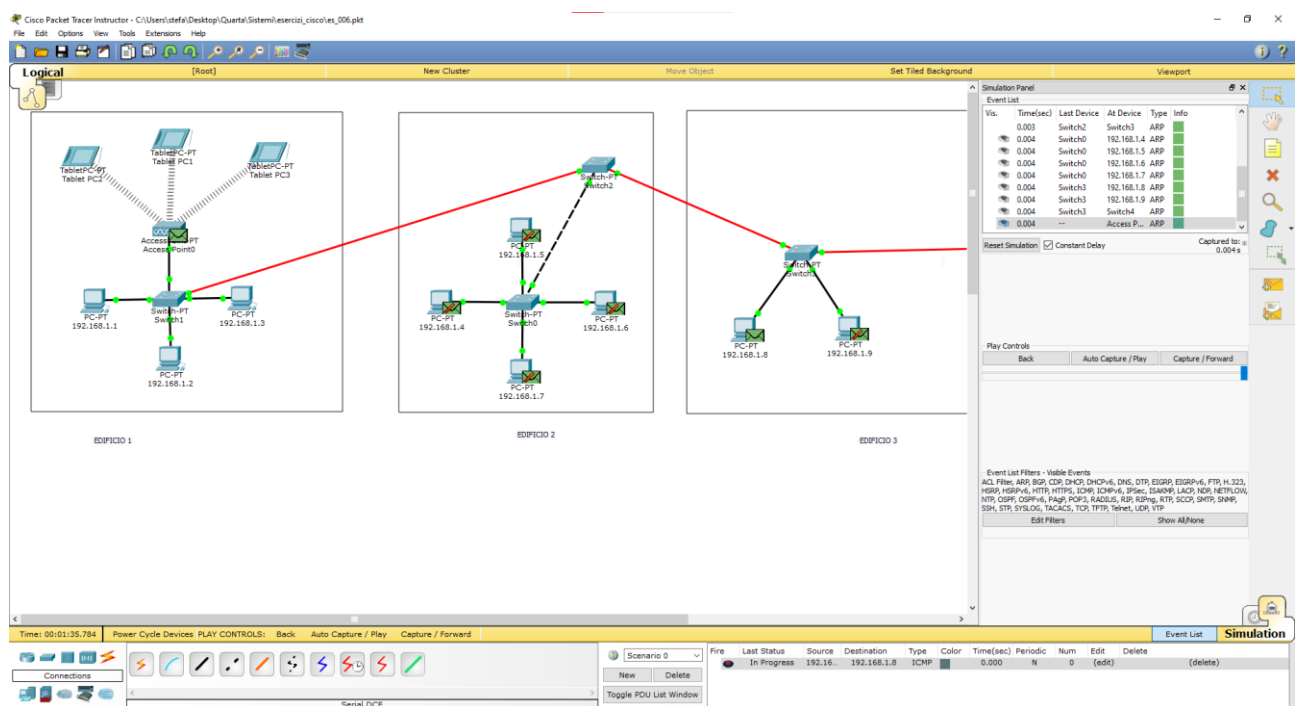 Cisco Packet Tracer Instructor - C:\Users\stefa\Desktop\Quarta\Sistemi\esercizi_cisco\es_006.pkt
File Edit Options View Tools Extensions Help
Logical [Root] New Cluster Move Object Set Tiled Background Viewport
TabletPC-PT
Tablet PC2
TabletPC-PT
Tablet PC1
TabletPC-PT
Tablet PC3
Access Point-PT
Access Point0
PC-PT
192.168.1.1
Switch-PT
Switch1
PC-PT
192.168.1.3
PC-PT
192.168.1.2
EDIFICIO 1
Switch-PT
Switch2
PC-PT
192.168.1.5
PC-PT
192.168.1.4
Switch-PT
Switch0
PC-PT
192.168.1.6
PC-PT
192.168.1.7
EDIFICIO 2
Switch-PT
PC-PT
192.168.1.8
PC-PT
192.168.1.9
EDIFICIO 3
Simulation Panel
Event List
Vis. Time(sec) Last Device At Device Type Info
0.003 Switch2 Switch3 ARP
0.004 Switch0 192.168.1.4 ARP
0.004 Switch0 192.168.1.5 ARP
0.004 Switch0 192.168.1.6 ARP
0.004 Switch0 192.168.1.7 ARP
0.004 Switch3 192.168.1.8 ARP
0.004 Switch3 192.168.1.9 ARP
0.004 Switch3 Switch4 ARP
0.004 -- Access P... ARP
Reset Simulation Constant Delay Captured to: *
0.004 s
Play Controls
Back Auto Capture / Play Capture / Forward
Event List Filters - Visible Events
ACL Filter, ARP, BGP, CDP, DHCP, DHCPv6, DNS, DTP, EIGRP, EIGRPv6, FTP, H.323,
HSRP, HSRPv6, HTTP, HTTPS, ICMP, ICMPv6, IPSec, ISAKMP, LACP, NDP, NETFLOW,
NTP, OSPF, OSPFv6, PAgP, POP3, RADIUS, RIP, RIPng, RTP, SCCP, SMTP, SNMP,
SSH, STP, SYSLOG, TACACS, TCP, TFTP, Telnet, UDP, VTP
Edit Filters Show All/None
Time: 00:01:35.784 Power Cycle Devices PLAY CONTROLS: Back Auto Capture / Play Capture / Forward
Event List Simulation
Connections
Serial DCE
Scenario 0
New Delete
Toggle PDU List Window
Fire Last Status Source Destination Type Color Time(sec) Periodic Num Edit Delete
In Progress 192.16... 192.168.1.8 ICMP 0.000 N 0 (edit) (delete)